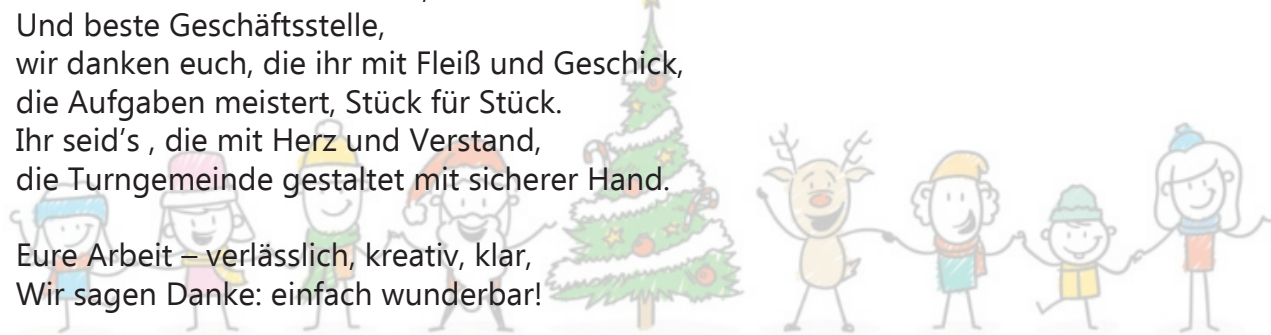 Und beste Geschäftsstelle,
wir danken euch, die ihr mit Fleiß und Geschick,
die Aufgaben meistert, Stück für Stück.
Ihr seid's , die mit Herz und Verstand,
die Turngemeinde gestaltet mit sicherer Hand.
Eure Arbeit – verlässlich, kreativ, klar,
Wir sagen Danke: einfach wunderbar!